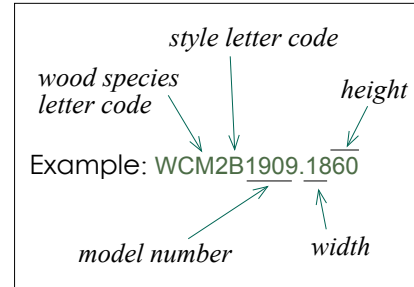 style letter code
wood species
letter code
height
Example: WCM2B1909.1860
model number
width